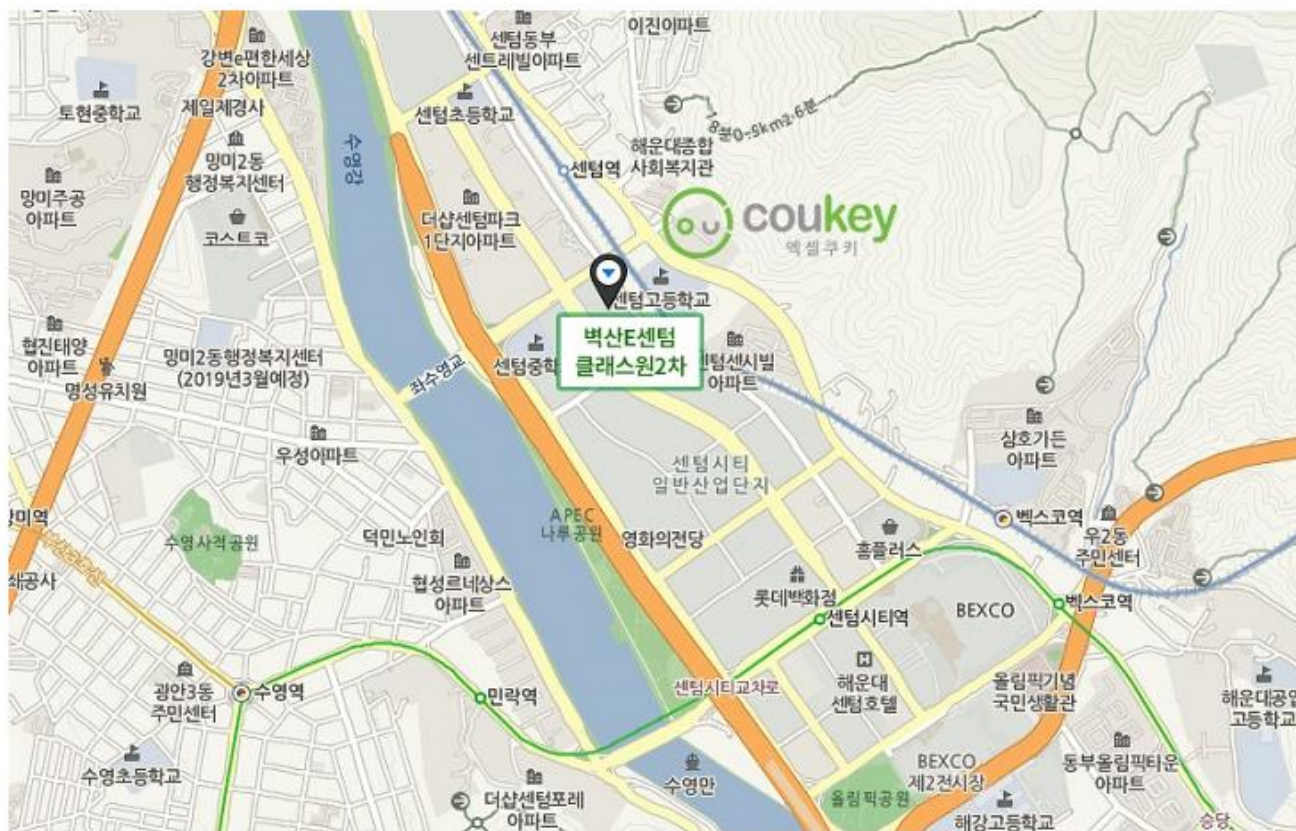 이진아파트
강변e편한세상
2차아파트
센텀동부
센트레빌아파트
토현중학교
제일제경사
센텀초등학교
수영강
망미2동
행정복지센터
센텀역
해운대종합
사회복지관
망미주공
아파트
코스트코
더샵센텀파크
1단지아파트
coukey
엑셀쿠키
센텀고등학교
벽산E센텀
클래스원2차
협진태양
아파트
명성유치원
망미2동행정복지센터
(2019년3월예정)
좌수영교
센텀중학
센텀센시빌
아파트
우성아파트
삼호가든
아파트
센텀시티
일반산업단지
망미역
수영사적공원
덕민노인회
APEC
나루공원
영화의전당
홈플러스
벡스코역
우2동
주민센터
협성르네상스
아파트
롯데백화점
센텀시티역
BEXCO
벡스코역
광안3동
주민센터
수영역
민락역
센텀시티교차로
해운대
센텀호텔
올림픽기념
국민생활관
해운대공업
고등학교
수영초등학교
더샵센텀포레
아파트
수영만
올림픽공원
BEXCO
제2전시장
동부올림픽타운
아파트
해강고등학교
승당